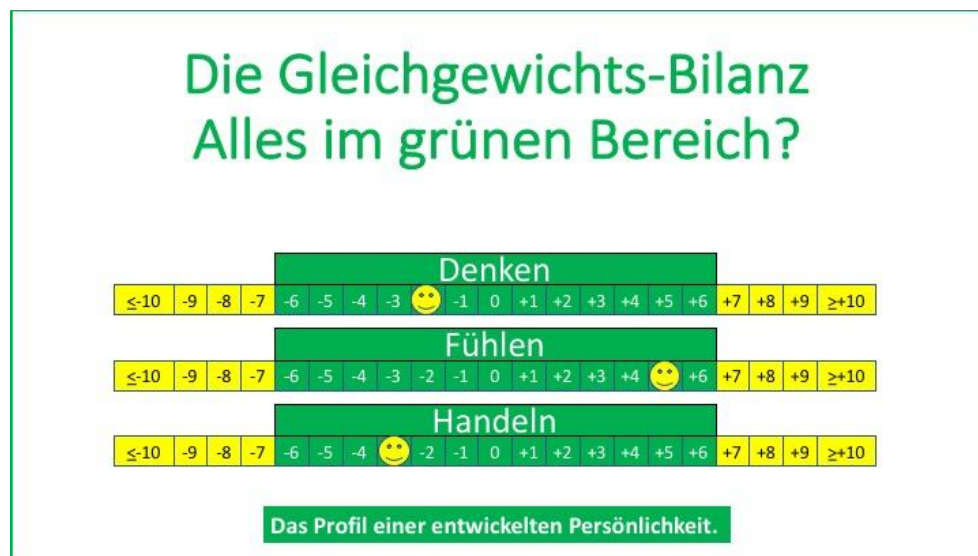 Die Gleichgewichts-Bilanz
Alles im grünen Bereich?
Denken
≤-10 -9 -8 -7 -6 -5 -4 -3 -1 0 +1 +2 +3 +4 +5 +6 +7 +8 +9 ≥+10
Fühlen
≤-10 -9 -8 -7 -6 -5 -4 -3 -2 -1 0 +1 +2 +3 +4 +6 +7 +8 +9 ≥+10
Handeln
≤-10 -9 -8 -7 -6 -5 -4 -2 -1 0 +1 +2 +3 +4 +5 +6 +7 +8 +9 ≥+10
Das Profil einer entwickelten Persönlichkeit.